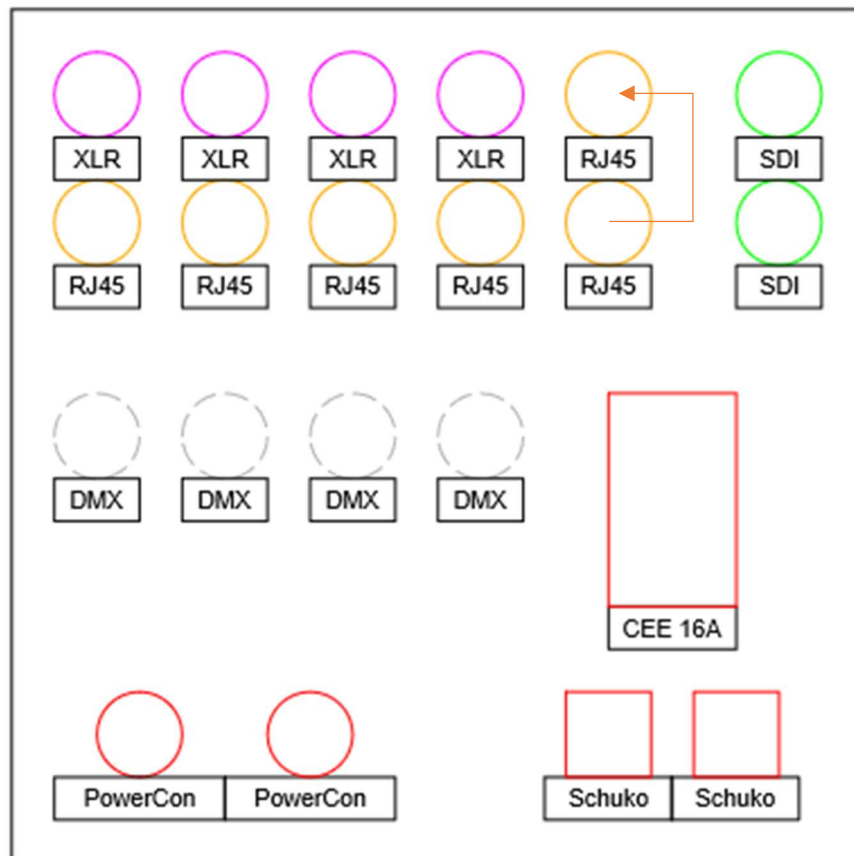 XLR XLR XLR XLR RJ45 SDI
RJ45 RJ45 RJ45 RJ45 RJ45 SDI
DMX DMX DMX DMX
CEE 16A
PowerCon PowerCon Schuko Schuko